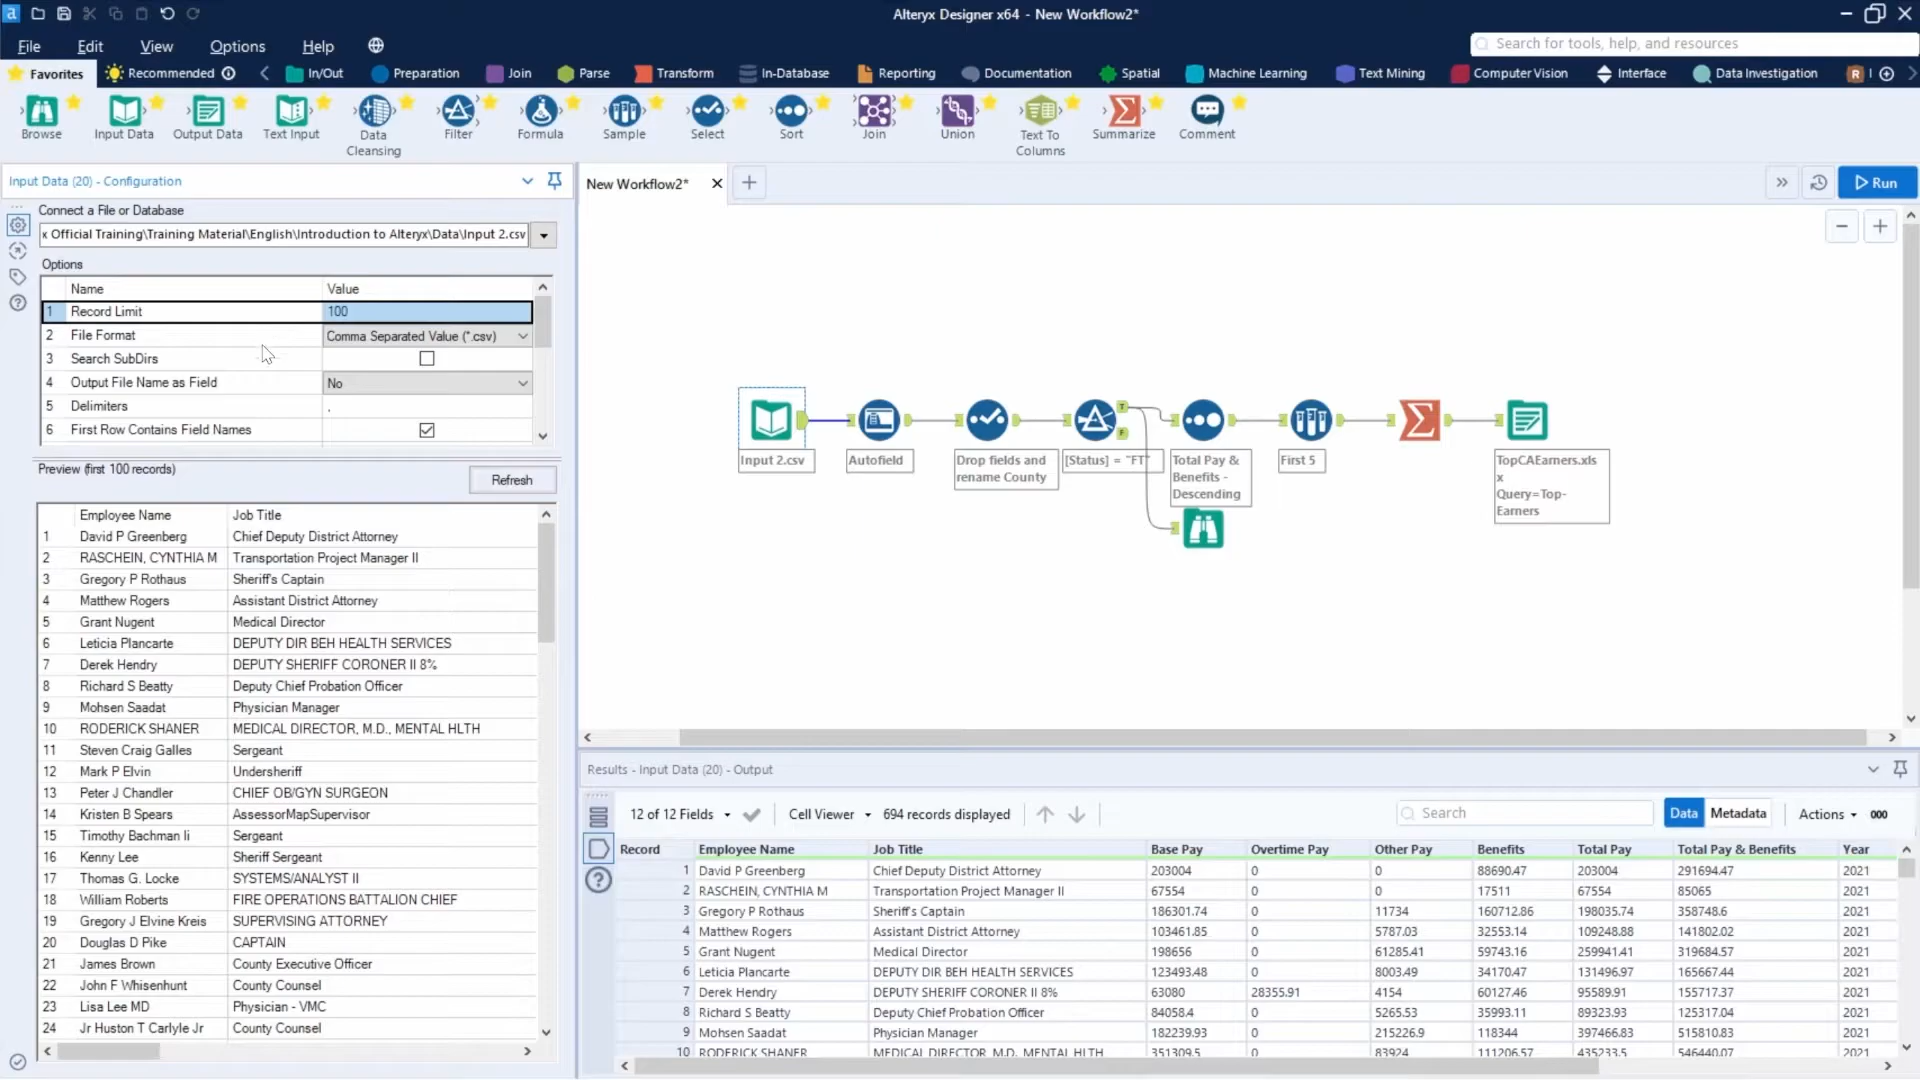 Alteryx Designer x64 - New Workflow2*
File Edit View Options Help
Search for tools, help, and resources
Favorites Recommended In/Out Preparation Join Parse Transform In-Database Reporting Documentation Spatial Machine Learning Text Mining Computer Vision Interface Data Investigation R
Browse Input Data Output Data Text Input Data Cleansing Filter Formula Sample Select Sort Join Union Text To Columns Summarize Comment
Input Data (20) - Configuration
Connect a File or Database
x Official Training\Training Material\English\Introduction to Alteryx\Data\Input 2.csv
Options
Name Value
1 Record Limit 100
2 File Format Comma Separated Value (*.csv)
3 Search SubDirs
4 Output File Name as Field No
5 Delimiters ,
6 First Row Contains Field Names
Preview (first 100 records)
Refresh
Employee Name Job Title
1 David P Greenberg Chief Deputy District Attorney
2 RASCHEIN, CYNTHIA M Transportation Project Manager II
3 Gregory P Rothaus Sheriff's Captain
4 Matthew Rogers Assistant District Attorney
5 Grant Nugent Medical Director
6 Leticia Plancarte DEPUTY DIR BEH HEALTH SERVICES
7 Derek Hendry DEPUTY SHERIFF CORONER II 8%
8 Richard S Beatty Deputy Chief Probation Officer
9 Mohsen Saadat Physician Manager
10 RODERICK SHANER MEDICAL DIRECTOR, M.D., MENTAL HLTH
11 Steven Craig Galles Sergeant
12 Mark P Elvin Undersheriff
13 Peter J Chandler CHIEF OB/GYN SURGEON
14 Kristen B Spears AssessorMapSupervisor
15 Timothy Bachman Ii Sergeant
16 Kenny Lee Sheriff Sergeant
17 Thomas G. Locke SYSTEMS/ANALYST II
18 William Roberts FIRE OPERATIONS BATTALION CHIEF
19 Gregory J Elvine Kreis SUPERVISING ATTORNEY
20 Douglas D Pike CAPTAIN
21 James Brown County Executive Officer
22 John F Whisenhunt County Counsel
23 Lisa Lee MD Physician - VMC
24 Jr Huston T Carlyle Jr County Counsel
New Workflow2*
Run
T
F
Input 2.csv
Autofield
Drop fields and
rename County
[Status] = "FT"
Total Pay &
Benefits -
Descending
First 5
TopCAEarners.xls
x
Query=Top-
Earners
Results - Input Data (20) - Output
12 of 12 Fields Cell Viewer 694 records displayed Search Data Metadata Actions 000
Record Employee Name Job Title Base Pay Overtime Pay Other Pay Benefits Total Pay Total Pay & Benefits Year
1 David P Greenberg Chief Deputy District Attorney 203004 0 0 88690.47 203004 291694.47 2021
2 RASCHEIN, CYNTHIA M Transportation Project Manager II 67554 0 0 17511 67554 85065 2021
3 Gregory P Rothaus Sheriff's Captain 186301.74 0 11734 160712.86 198035.74 358748.6 2021
4 Matthew Rogers Assistant District Attorney 103461.85 0 5787.03 32553.14 109248.88 141802.02 2021
5 Grant Nugent Medical Director 198656 0 61285.41 59743.16 259941.41 319684.57 2021
6 Leticia Plancarte DEPUTY DIR BEH HEALTH SERVICES 123493.48 0 8003.49 34170.47 131496.97 165667.44 2021
7 Derek Hendry DEPUTY SHERIFF CORONER II 8% 63080 28355.91 4154 60127.46 95589.91 155717.37 2021
8 Richard S Beatty Deputy Chief Probation Officer 84058.4 0 5265.53 35993.11 89323.93 125317.04 2021
9 Mohsen Saadat Physician Manager 182239.93 0 215226.9 118344 397466.83 515810.83 2021
10 RODERICK SHANER MEDICAL DIRECTOR, M.D., MENTAL HLTH 351309.5 0 83924 111206.57 435233.5 546440.07 2021